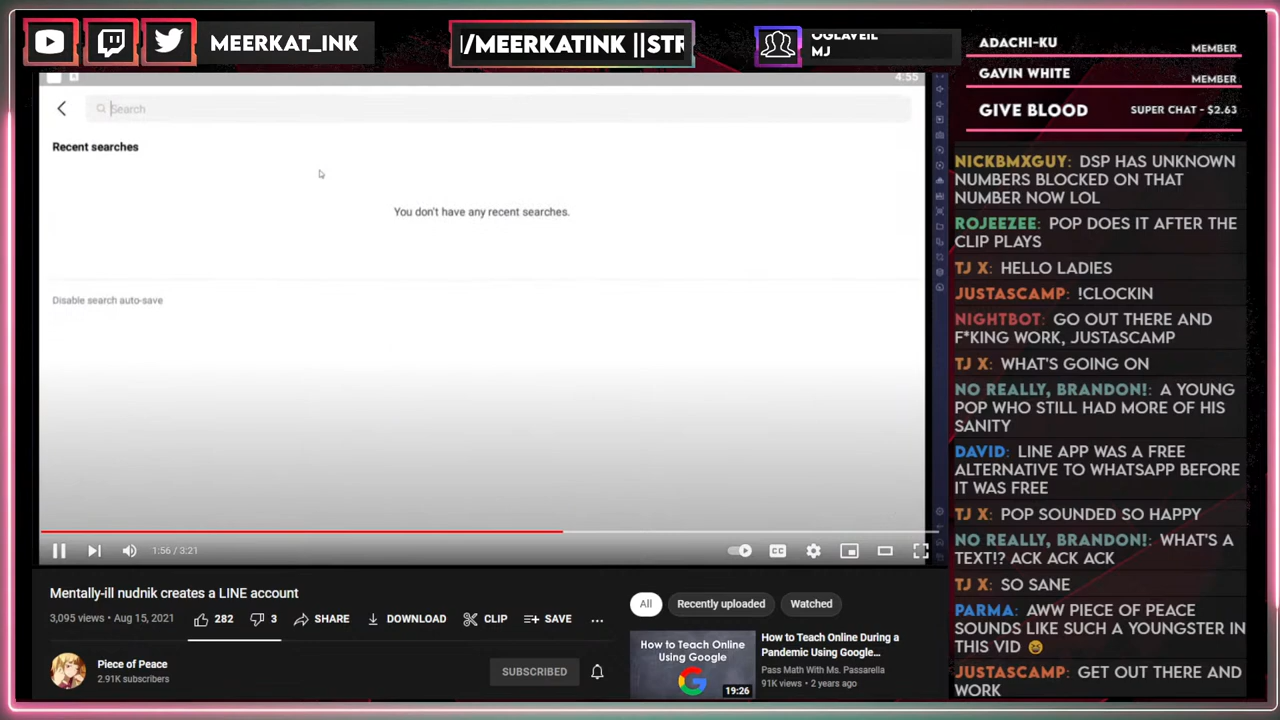 MEERKAT_INK
/MEERKATINK ||STR
OGLAVEIL
MJ
ADACHI-KU
MEMBER
GAVIN WHITE
MEMBER
GIVE BLOOD
SUPER CHAT - $2.63
4:55
Search
Recent searches
You don't have any recent searches.
Disable search auto-save
1:56 / 3:21
CC
Mentally-ill nudnik creates a LINE account
3,095 views • Aug 15, 2021
282
3
SHARE
DOWNLOAD
CLIP
SAVE
...
Piece of Peace
2.91K subscribers
SUBSCRIBED
All
Recently uploaded
Watched
How to Teach Online
Using Google
19:26
How to Teach Online During a
Pandemic Using Google...
Pass Math With Ms. Passarella
91K views • 2 years ago
NICKBMXGUY: DSP HAS UNKNOWN
NUMBERS BLOCKED ON THAT
NUMBER NOW LOL
ROJEEZEE: POP DOES IT AFTER THE
CLIP PLAYS
TJ X: HELLO LADIES
JUSTASCAMP: !CLOCKIN
NIGHTBOT: GO OUT THERE AND
F*KING WORK, JUSTASCAMP
TJ X: WHAT'S GOING ON
NO REALLY, BRANDON!: A YOUNG
POP WHO STILL HAD MORE OF HIS
SANITY
DAVID: LINE APP WAS A FREE
ALTERNATIVE TO WHATSAPP BEFORE
IT WAS FREE
TJ X: POP SOUNDED SO HAPPY
NO REALLY, BRANDON!: WHAT'S A
TEXT!? ACK ACK ACK
TJ X: SO SANE
PARMA: AWW PIECE OF PEACE
SOUNDS LIKE SUCH A YOUNGSTER IN
THIS VID 😆
JUSTASCAMP: GET OUT THERE AND
WORK